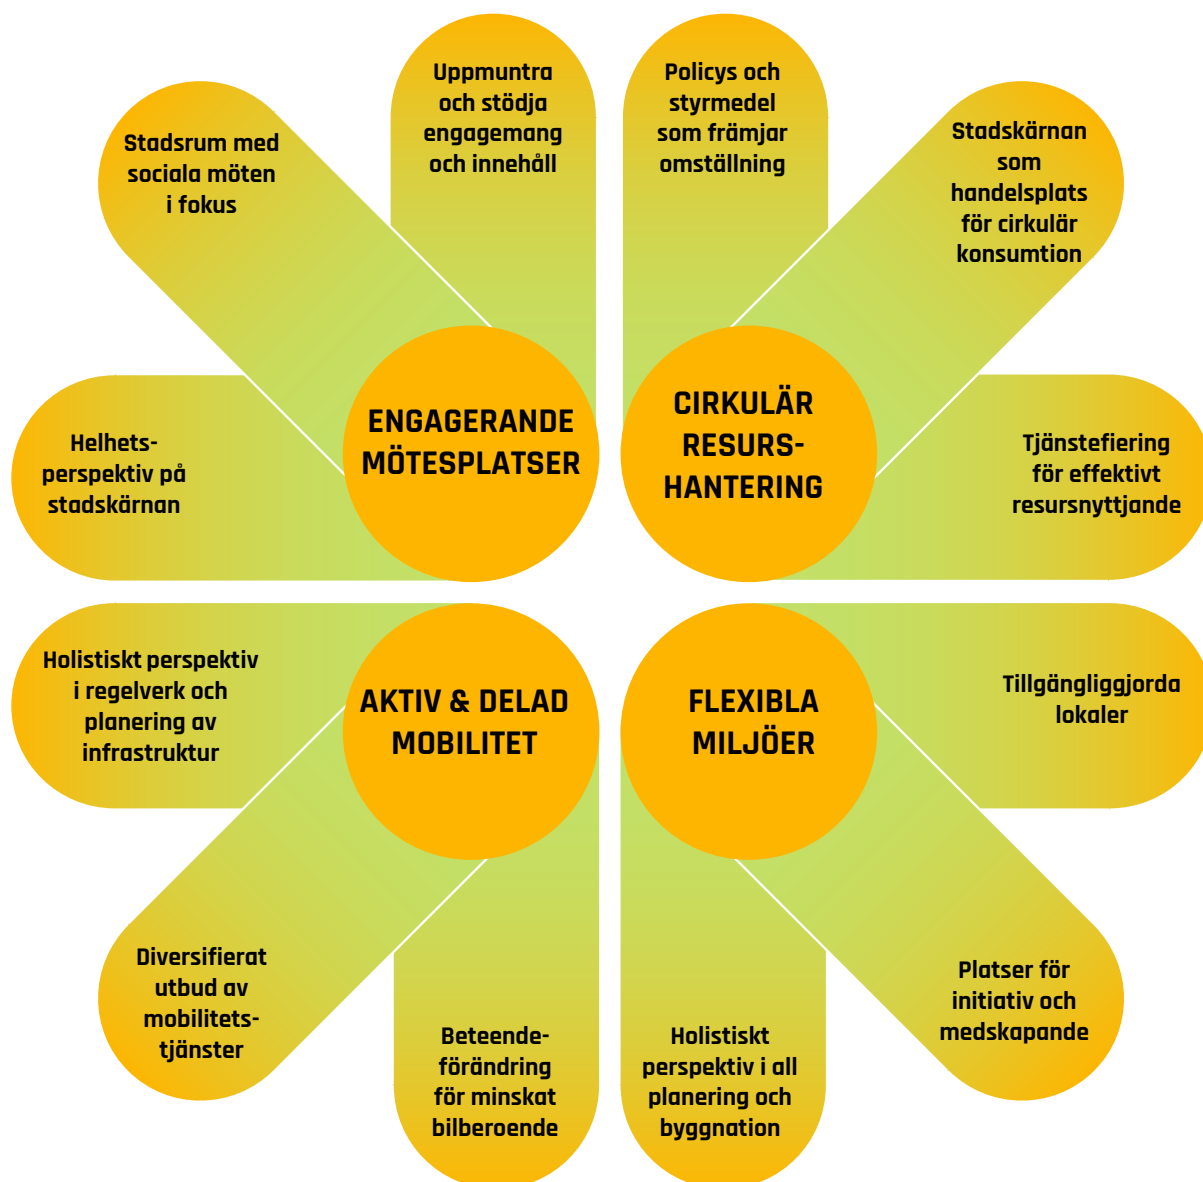 Uppmuntra
och stödja
engagemang
och innehåll
Policys och
styrmedel
som främjar
omställning
Stadsrum med
sociala möten
i fokus
Stadskärnan
som
handelsplats
för cirkulär
konsumtion
Helhets-
perspektiv på
stadskärnan
ENGAGERANDE
MÖTESPLATSER
CIRKULÄR
RESURS-
HANTERING
Tjänstefiering
för effektivt
resursnyttjande
Holistiskt perspektiv
i regelverk och
planering av
infrastruktur
AKTIV & DELAD
MOBILITET
FLEXIBLA
MILJÖER
Tillgängliggjorda
lokaler
Diversifierat
utbud av
mobilitets-
tjänster
Beteende-
förändring
för minskat
bilberoende
Holistiskt
perspektiv i all
planering och
byggnation
Platser för
initiativ och
medskapande